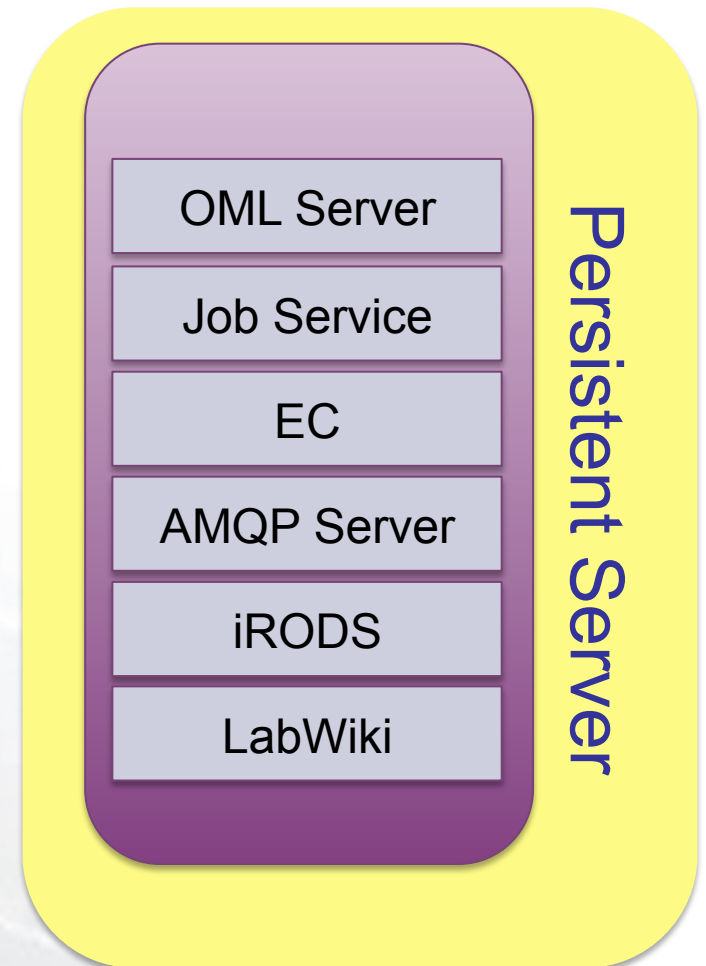 OML Server
Job Service
EC
AMQP Server
iRODS
LabWiki
Persistent Server